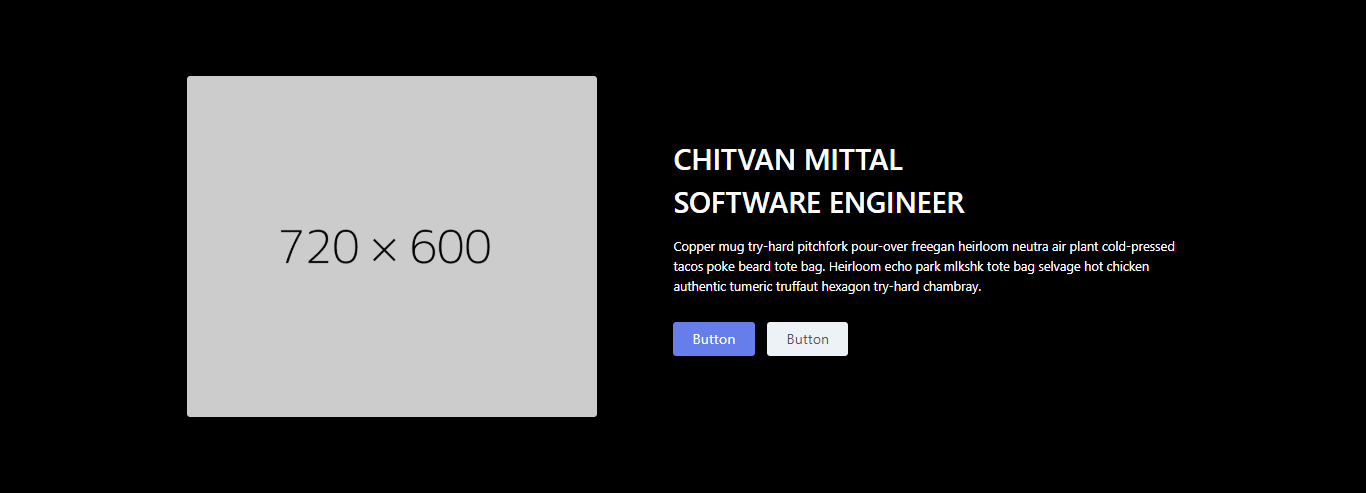 720 × 600
CHITVAN MITTAL
SOFTWARE ENGINEER
Copper mug try-hard pitchfork pour-over freegan heirloom neutra air plant cold-pressed
tacos poke beard tote bag. Heirloom echo park mlkshk tote bag selvage hot chicken
authentic tumeric truffaut hexagon try-hard chambray.
Button Button